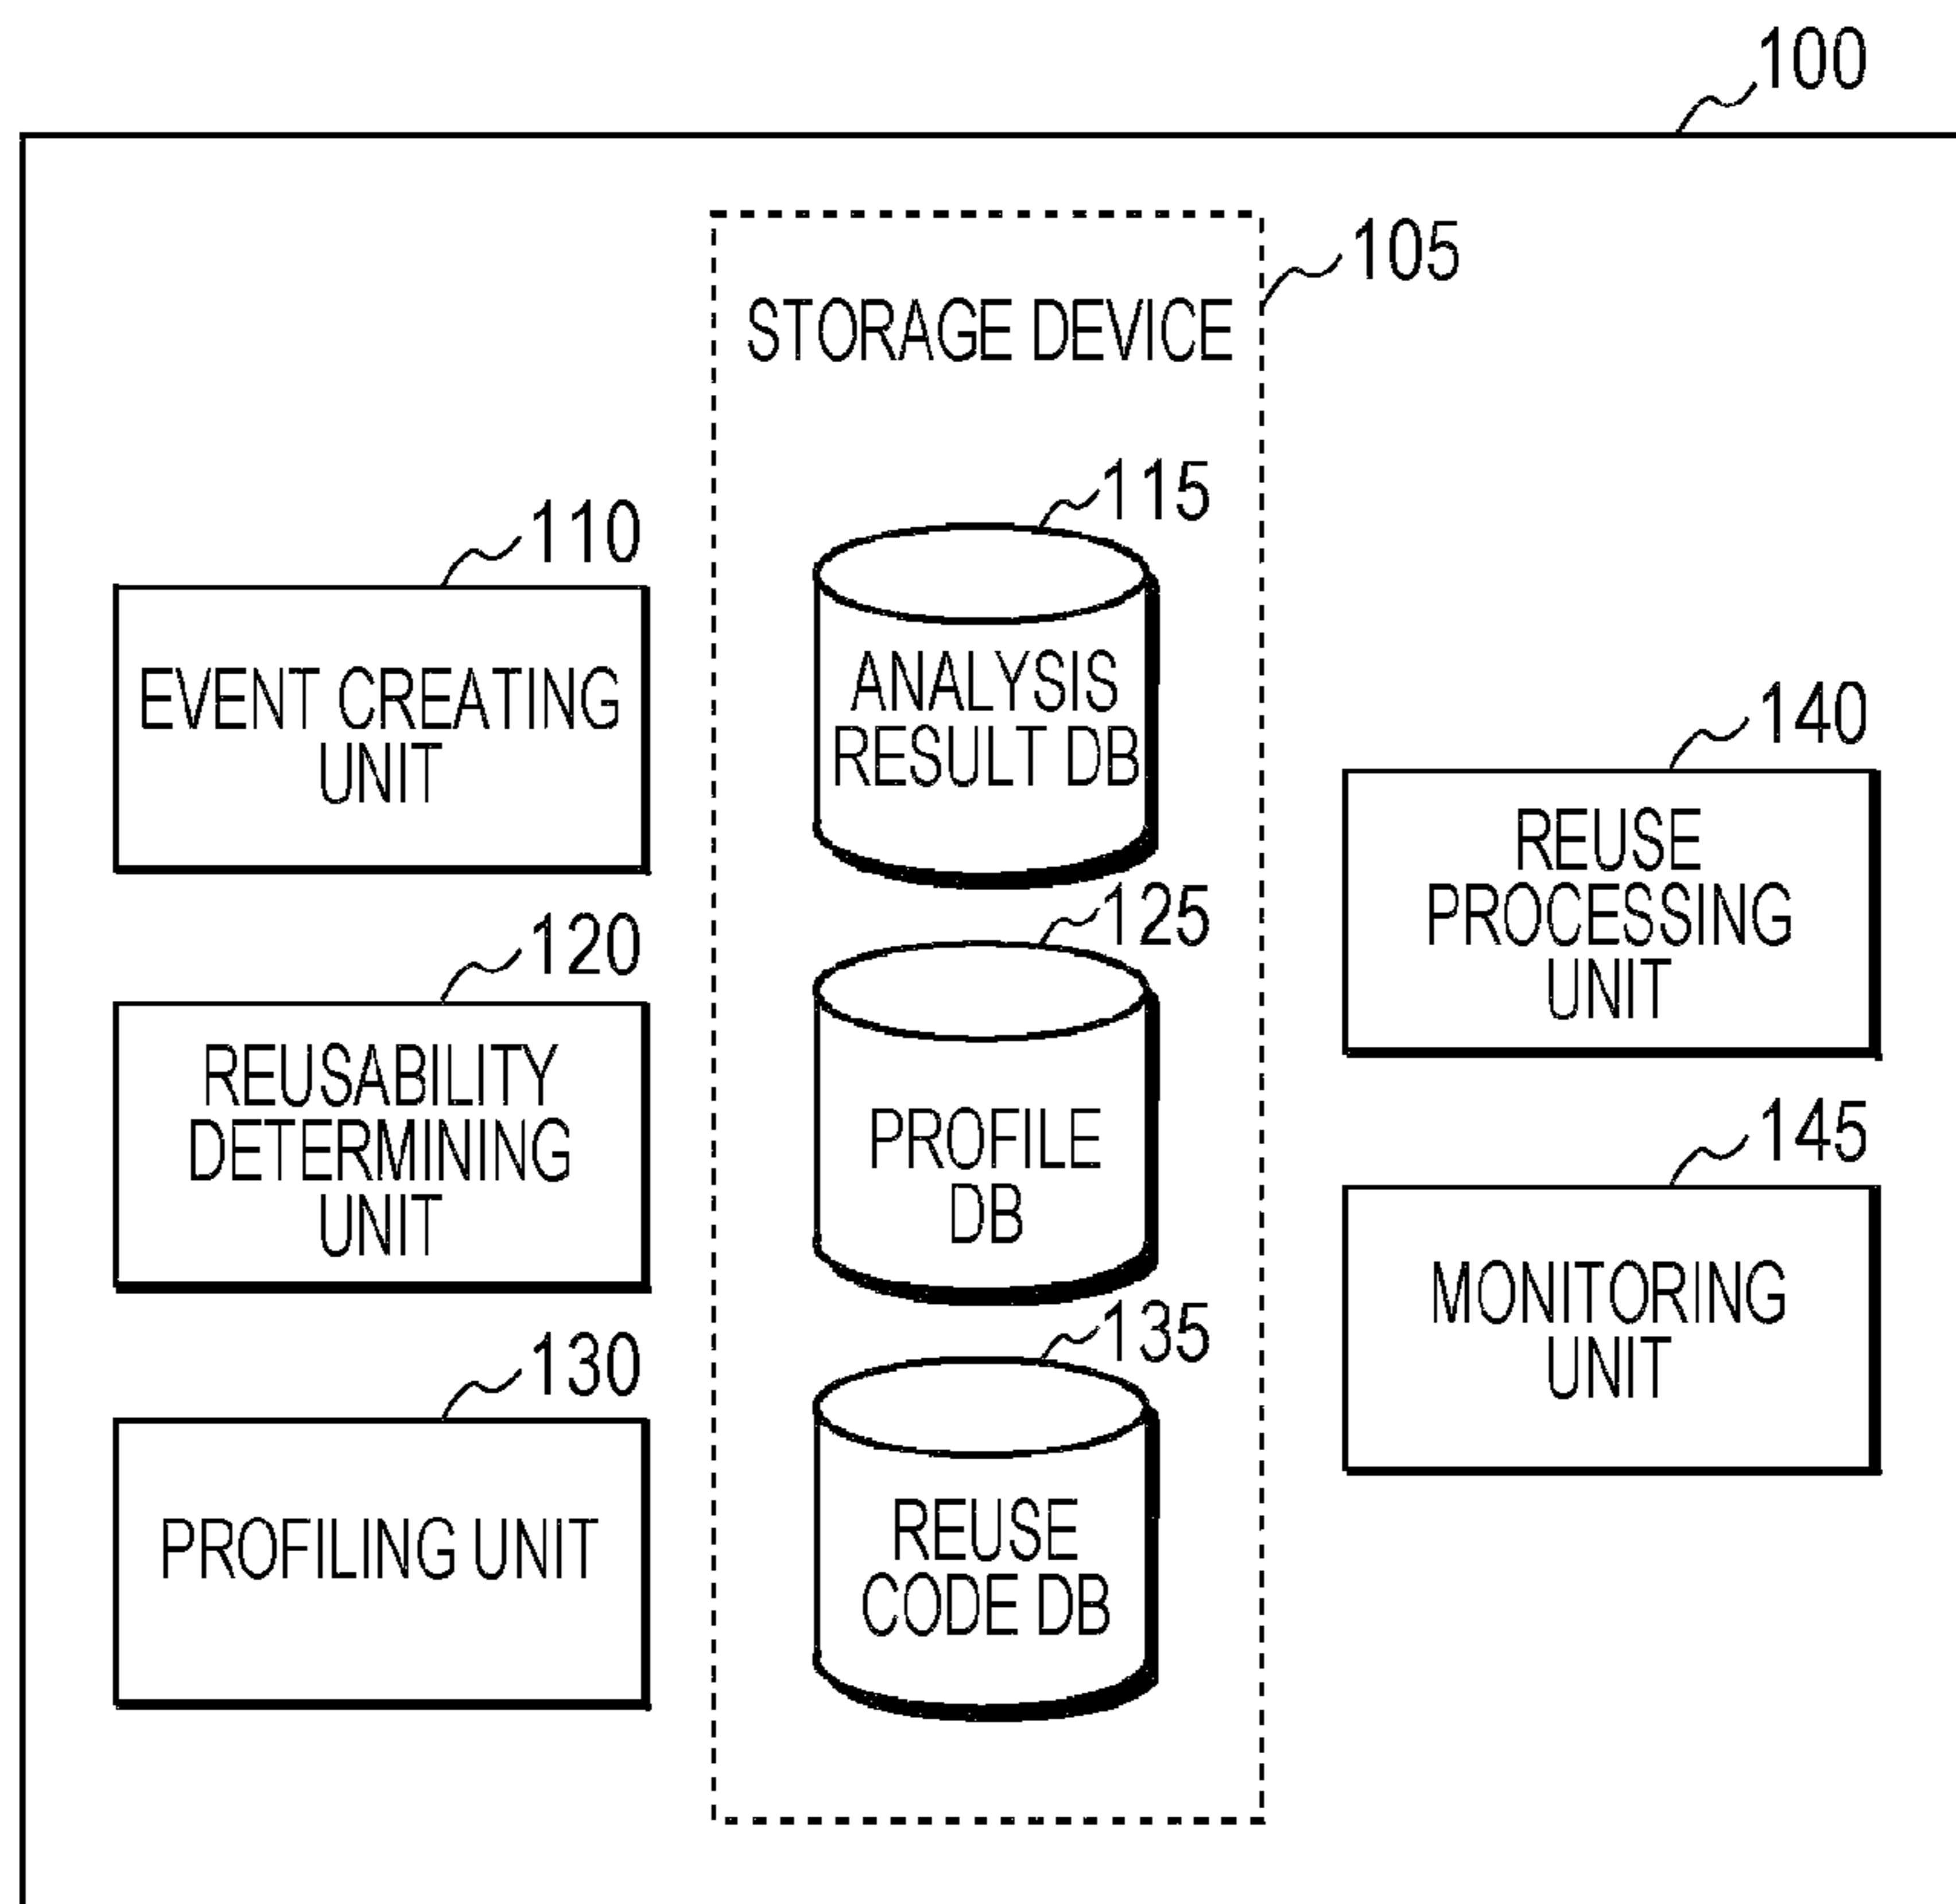 100
105
STORAGE DEVICE
110
EVENT CREATING
UNIT
120
REUSABILITY
DETERMINING
UNIT
130
PROFILING UNIT
115
ANALYSIS
RESULT DB
125
PROFILE
DB
135
REUSE
CODE DB
140
REUSE
PROCESSING
UNIT
145
MONITORING
UNIT